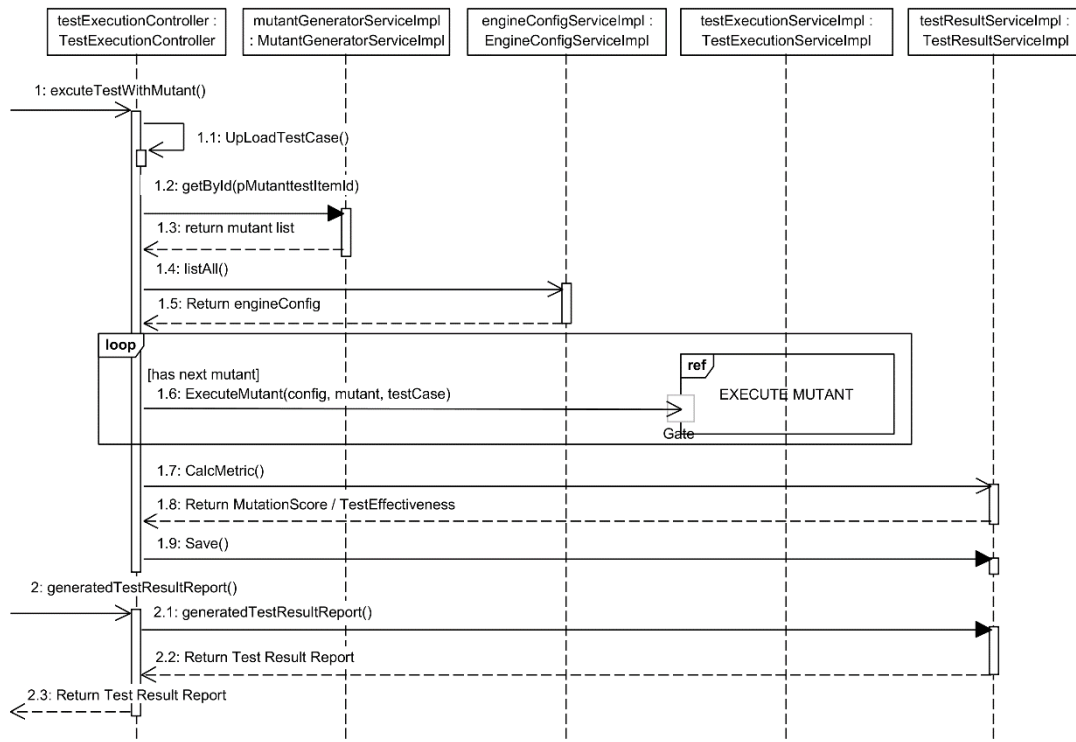 testExecutionController :
TestExecutionController
mutantGeneratorServiceImpl
: MutantGeneratorServiceImpl
engineConfigServiceImpl :
EngineConfigServiceImpl
testExecutionServiceImpl :
TestExecutionServiceImpl
testResultServiceImpl :
TestResultServiceImpl
1: excuteTestWithMutant()
1.1: UpLoadTestCase()
1.2: getById(pMutanttestItemId)
1.3: return mutant list
1.4: listAll()
1.5: Return engineConfig
loop
[has next mutant]
ref
1.6: ExecuteMutant(config, mutant, testCase)
EXECUTE MUTANT
Gate
1.7: CalcMetric()
1.8: Return MutationScore / TestEffectiveness
1.9: Save()
2: generatedTestResultReport()
2.1: generatedTestResultReport()
2.2: Return Test Result Report
2.3: Return Test Result Report